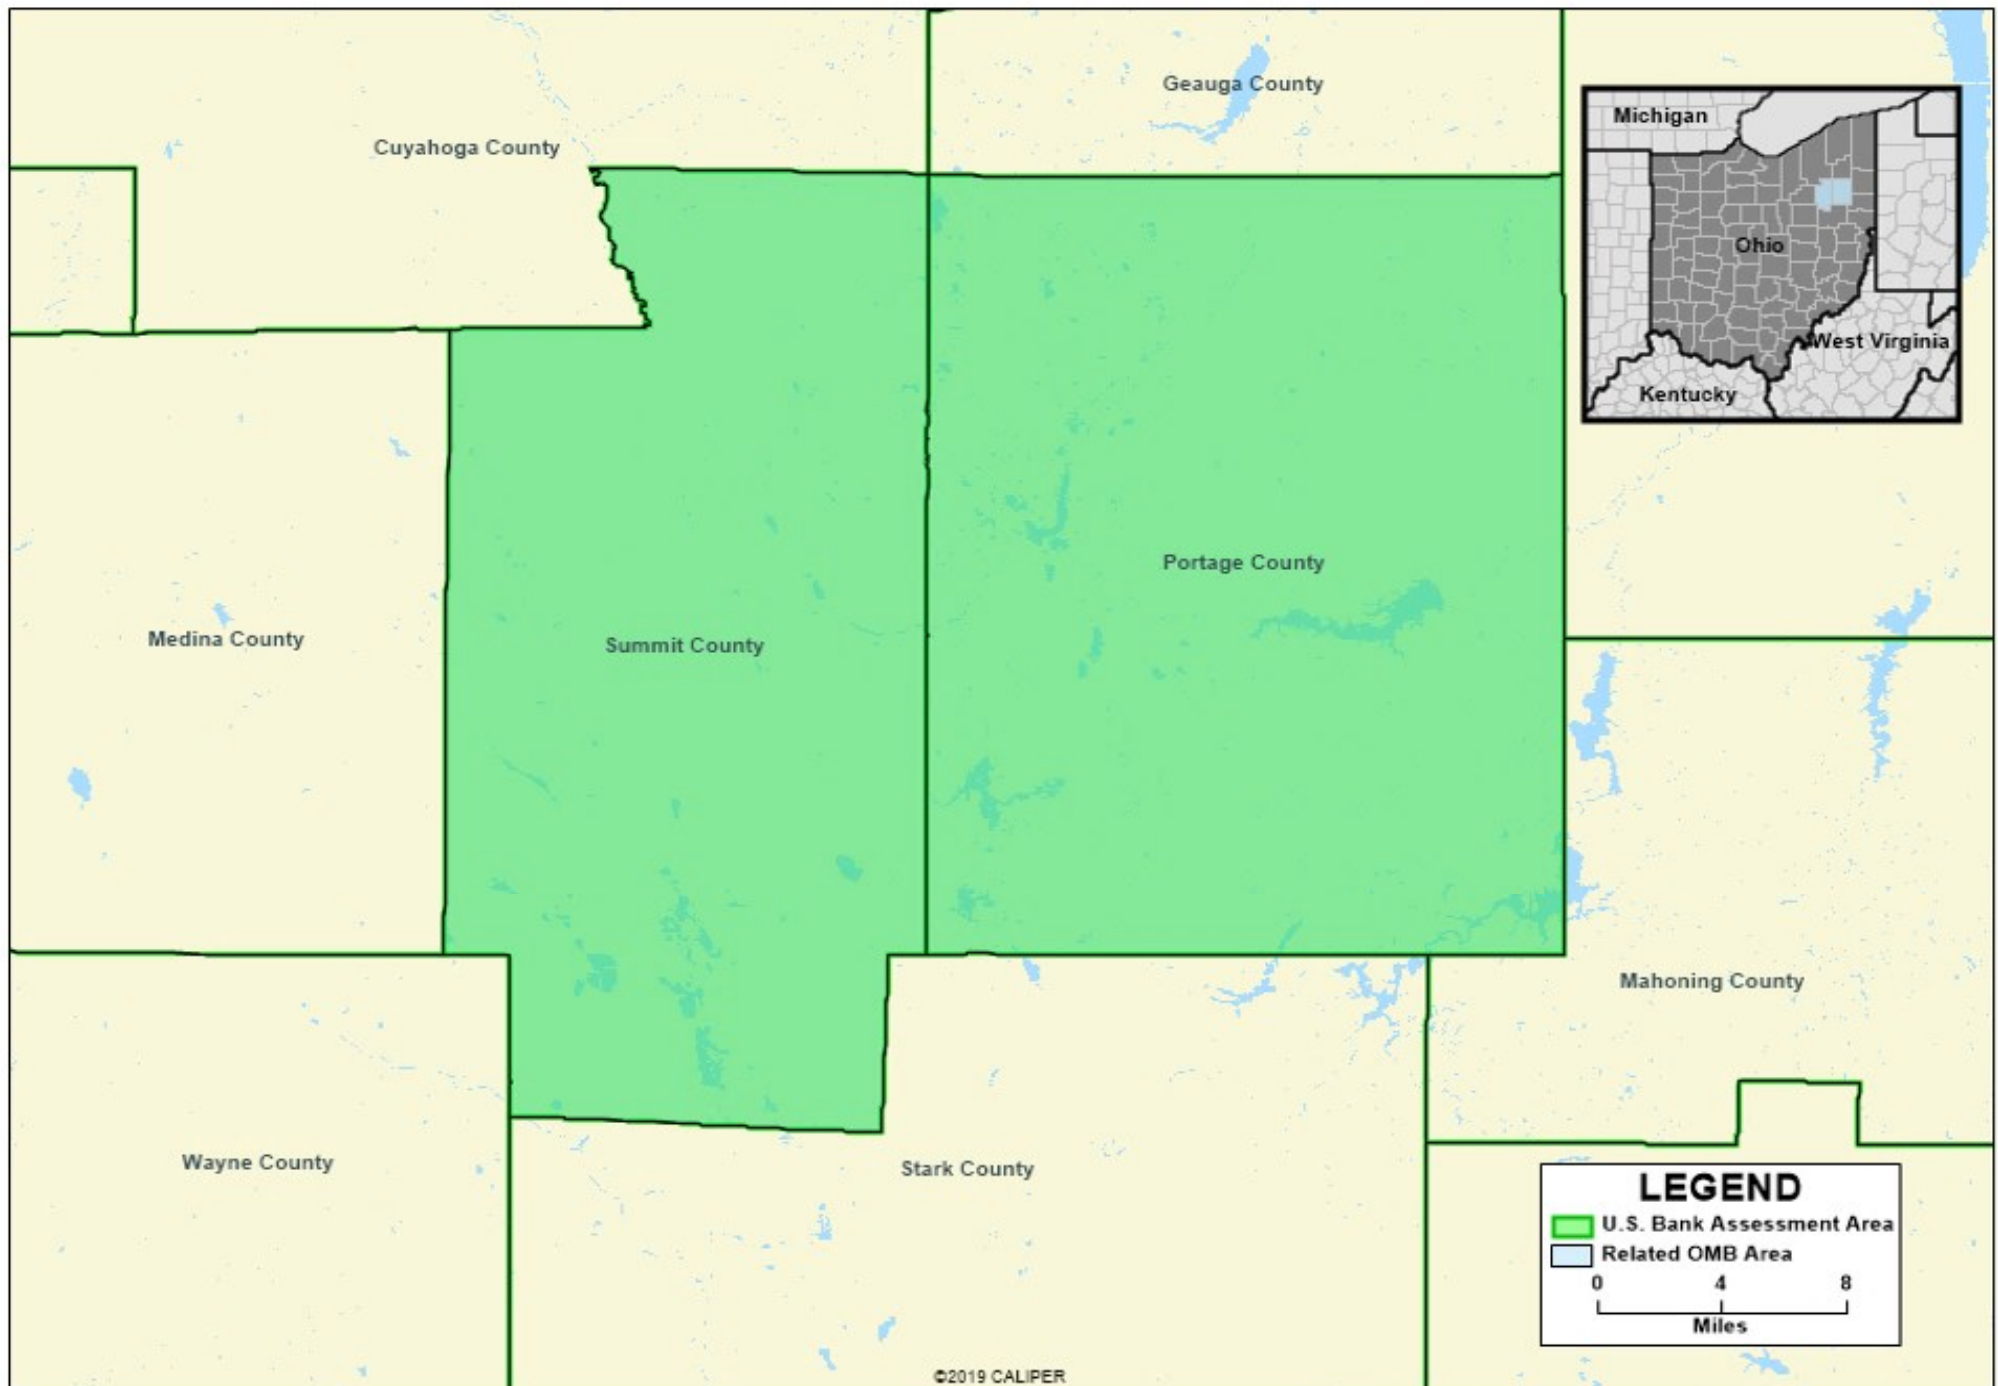 Geauga County
Cuyahoga County
Michigan
Ohio
West Virginia
Kentucky
Portage County
Medina County
Summit County
Mahoning County
Wayne County
Stark County
LEGEND
U.S. Bank Assessment Area
Related OMB Area
0 4 8
Miles
©2019 CALIPER